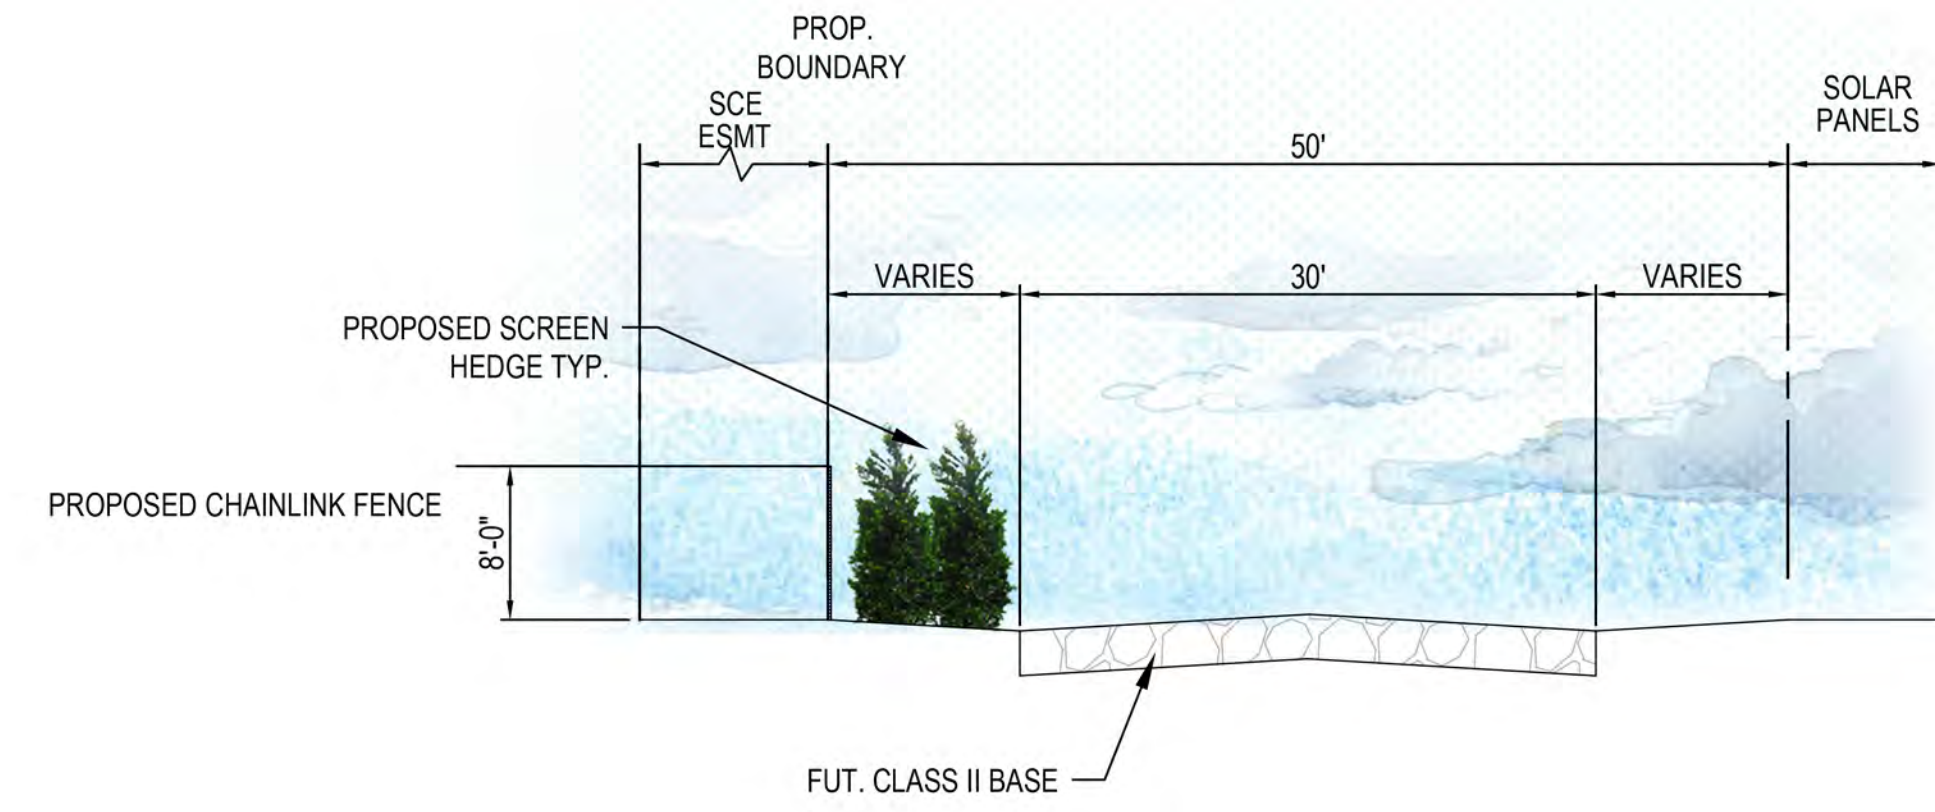 PROP.
BOUNDARY
SCE
ESMT
SOLAR
PANELS
50'
VARIES
30'
VARIES
PROPOSED SCREEN
HEDGE TYP.
PROPOSED CHAINLINK FENCE
8'-0"
FUT. CLASS II BASE